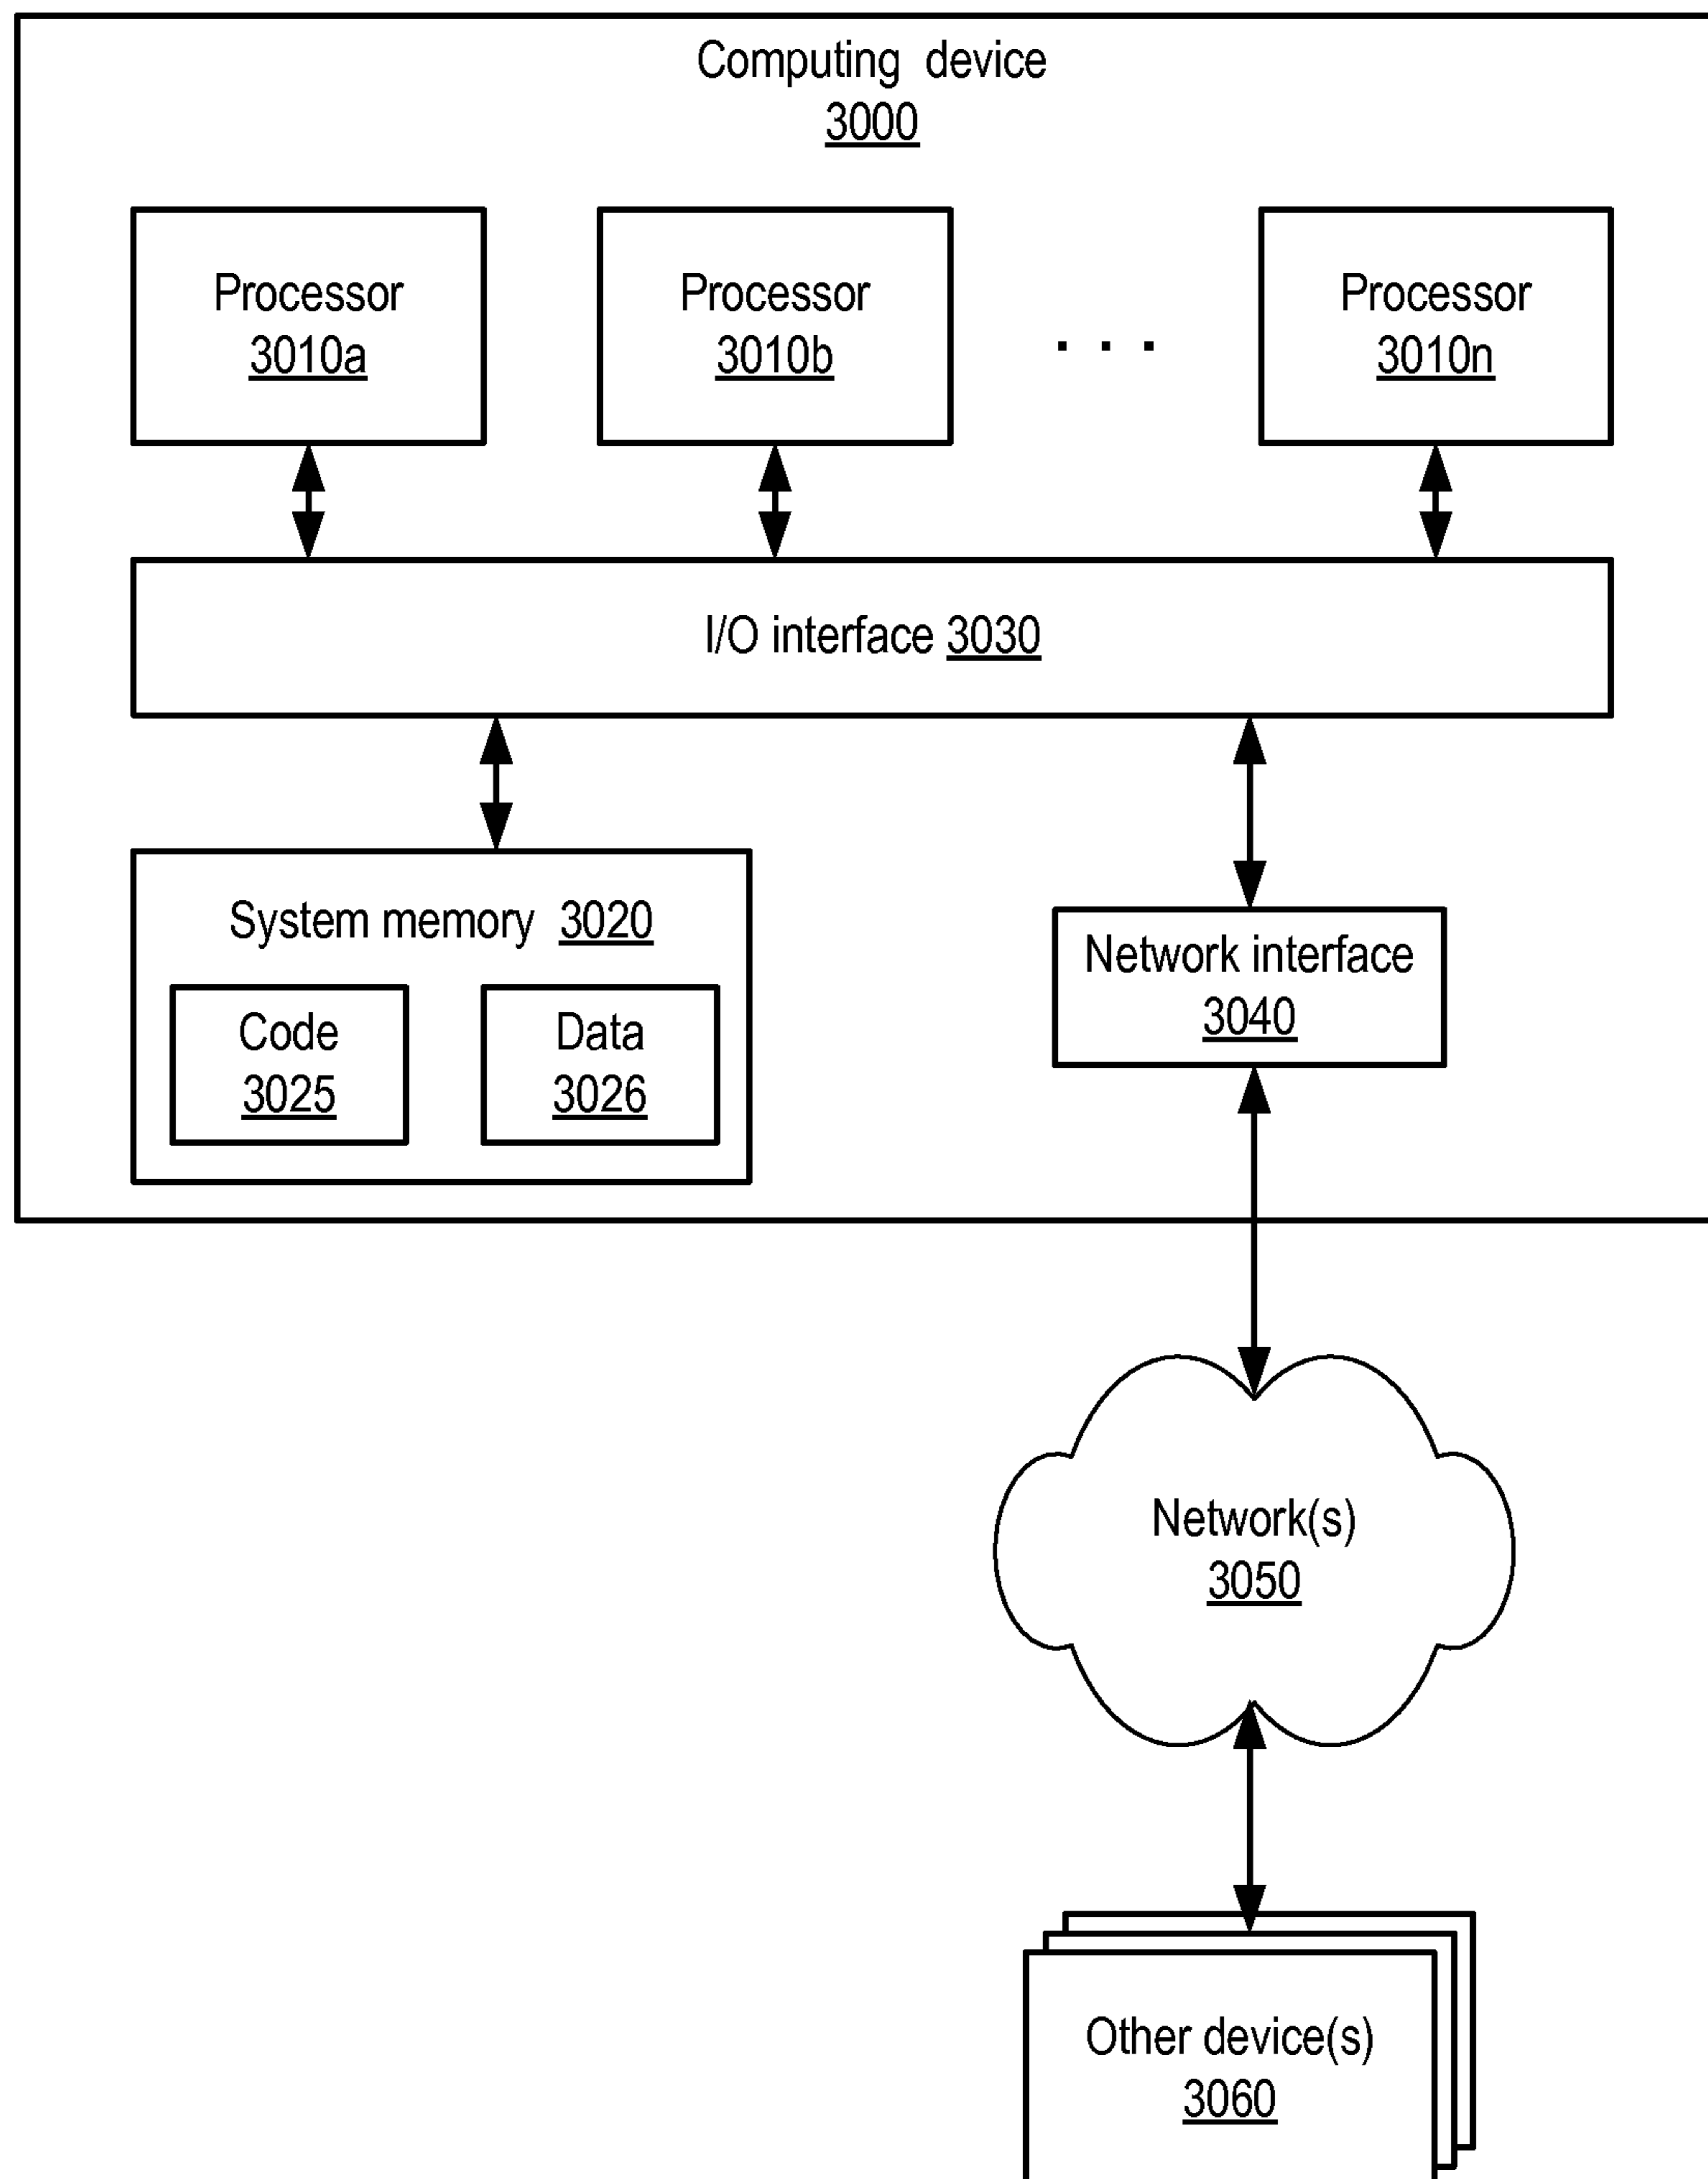 Computing device
3000
Processor
3010a
Processor
3010b
. . .
Processor
3010n
I/O interface 3030
System memory 3020
Code
3025
Data
3026
Network interface
3040
Network(s)
3050
Other device(s)
3060